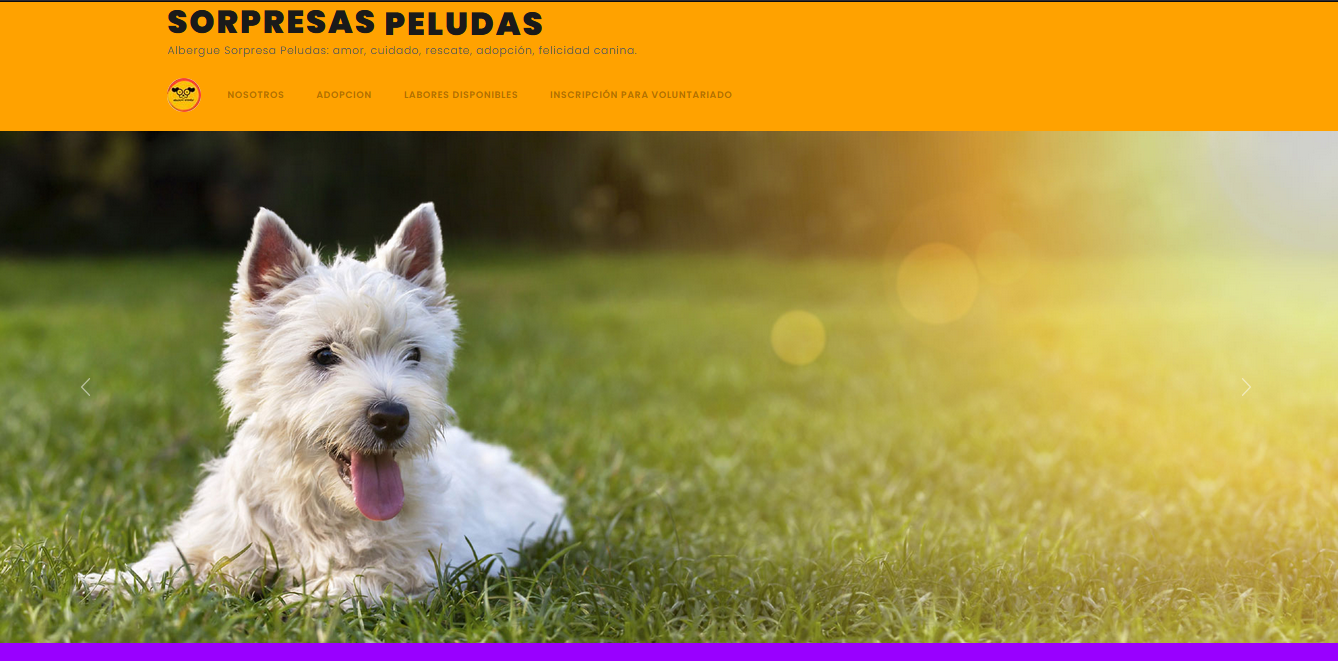 SORPRESAS PELUDAS
Albergue Sorpresa Peludas: amor, cuidado, rescate, adopción, felicidad canina.
NOSOTROS ADOPCION LABORES DISPONIBLES INSCRIPCIÓN PARA VOLUNTARIADO